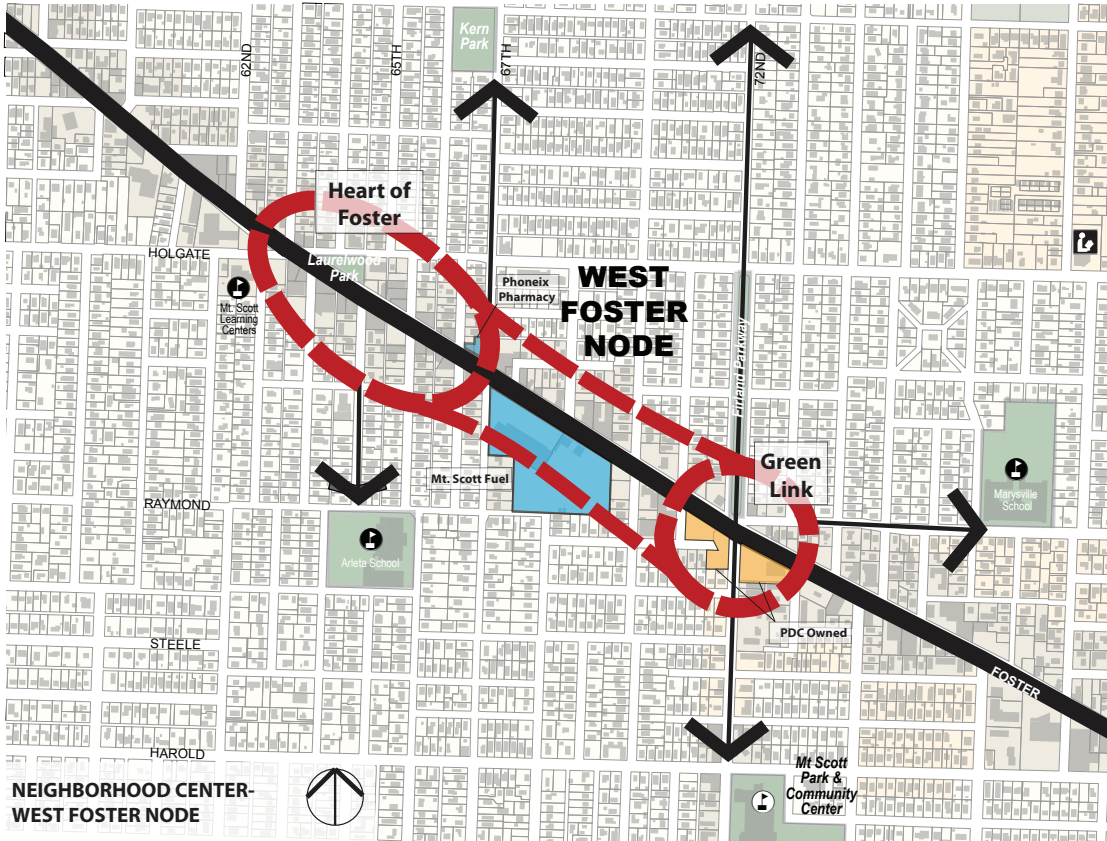 Kern
Park
62ND
65TH
67TH
72ND
Heart of
Foster
HOLGATE
Laurelwood
Park
Phoneix
Pharmacy
WEST
FOSTER
NODE
Mt. Scott
Learning
Centers
Firland Parkway
Green
Link
Mt. Scott Fuel
RAYMOND
Marysville
School
Arleta School
PDC Owned
STEELE
FOSTER
HAROLD
Mt Scott
Park &
Community
Center
NEIGHBORHOOD CENTER-
WEST FOSTER NODE